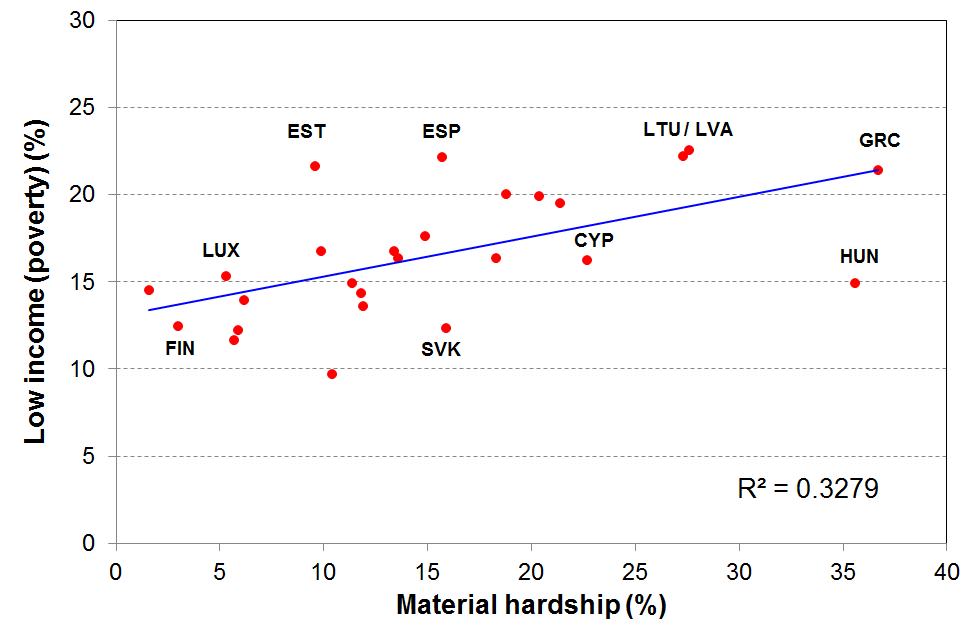 30
25
20
15
10
5
0
Low income (poverty) (%)
EST
ESP
LTU / LVA
GRC
LUX
CYP
HUN
FIN
SVK
R² = 0.3279
0 5 10 15 20 25 30 35 40
Material hardship (%)